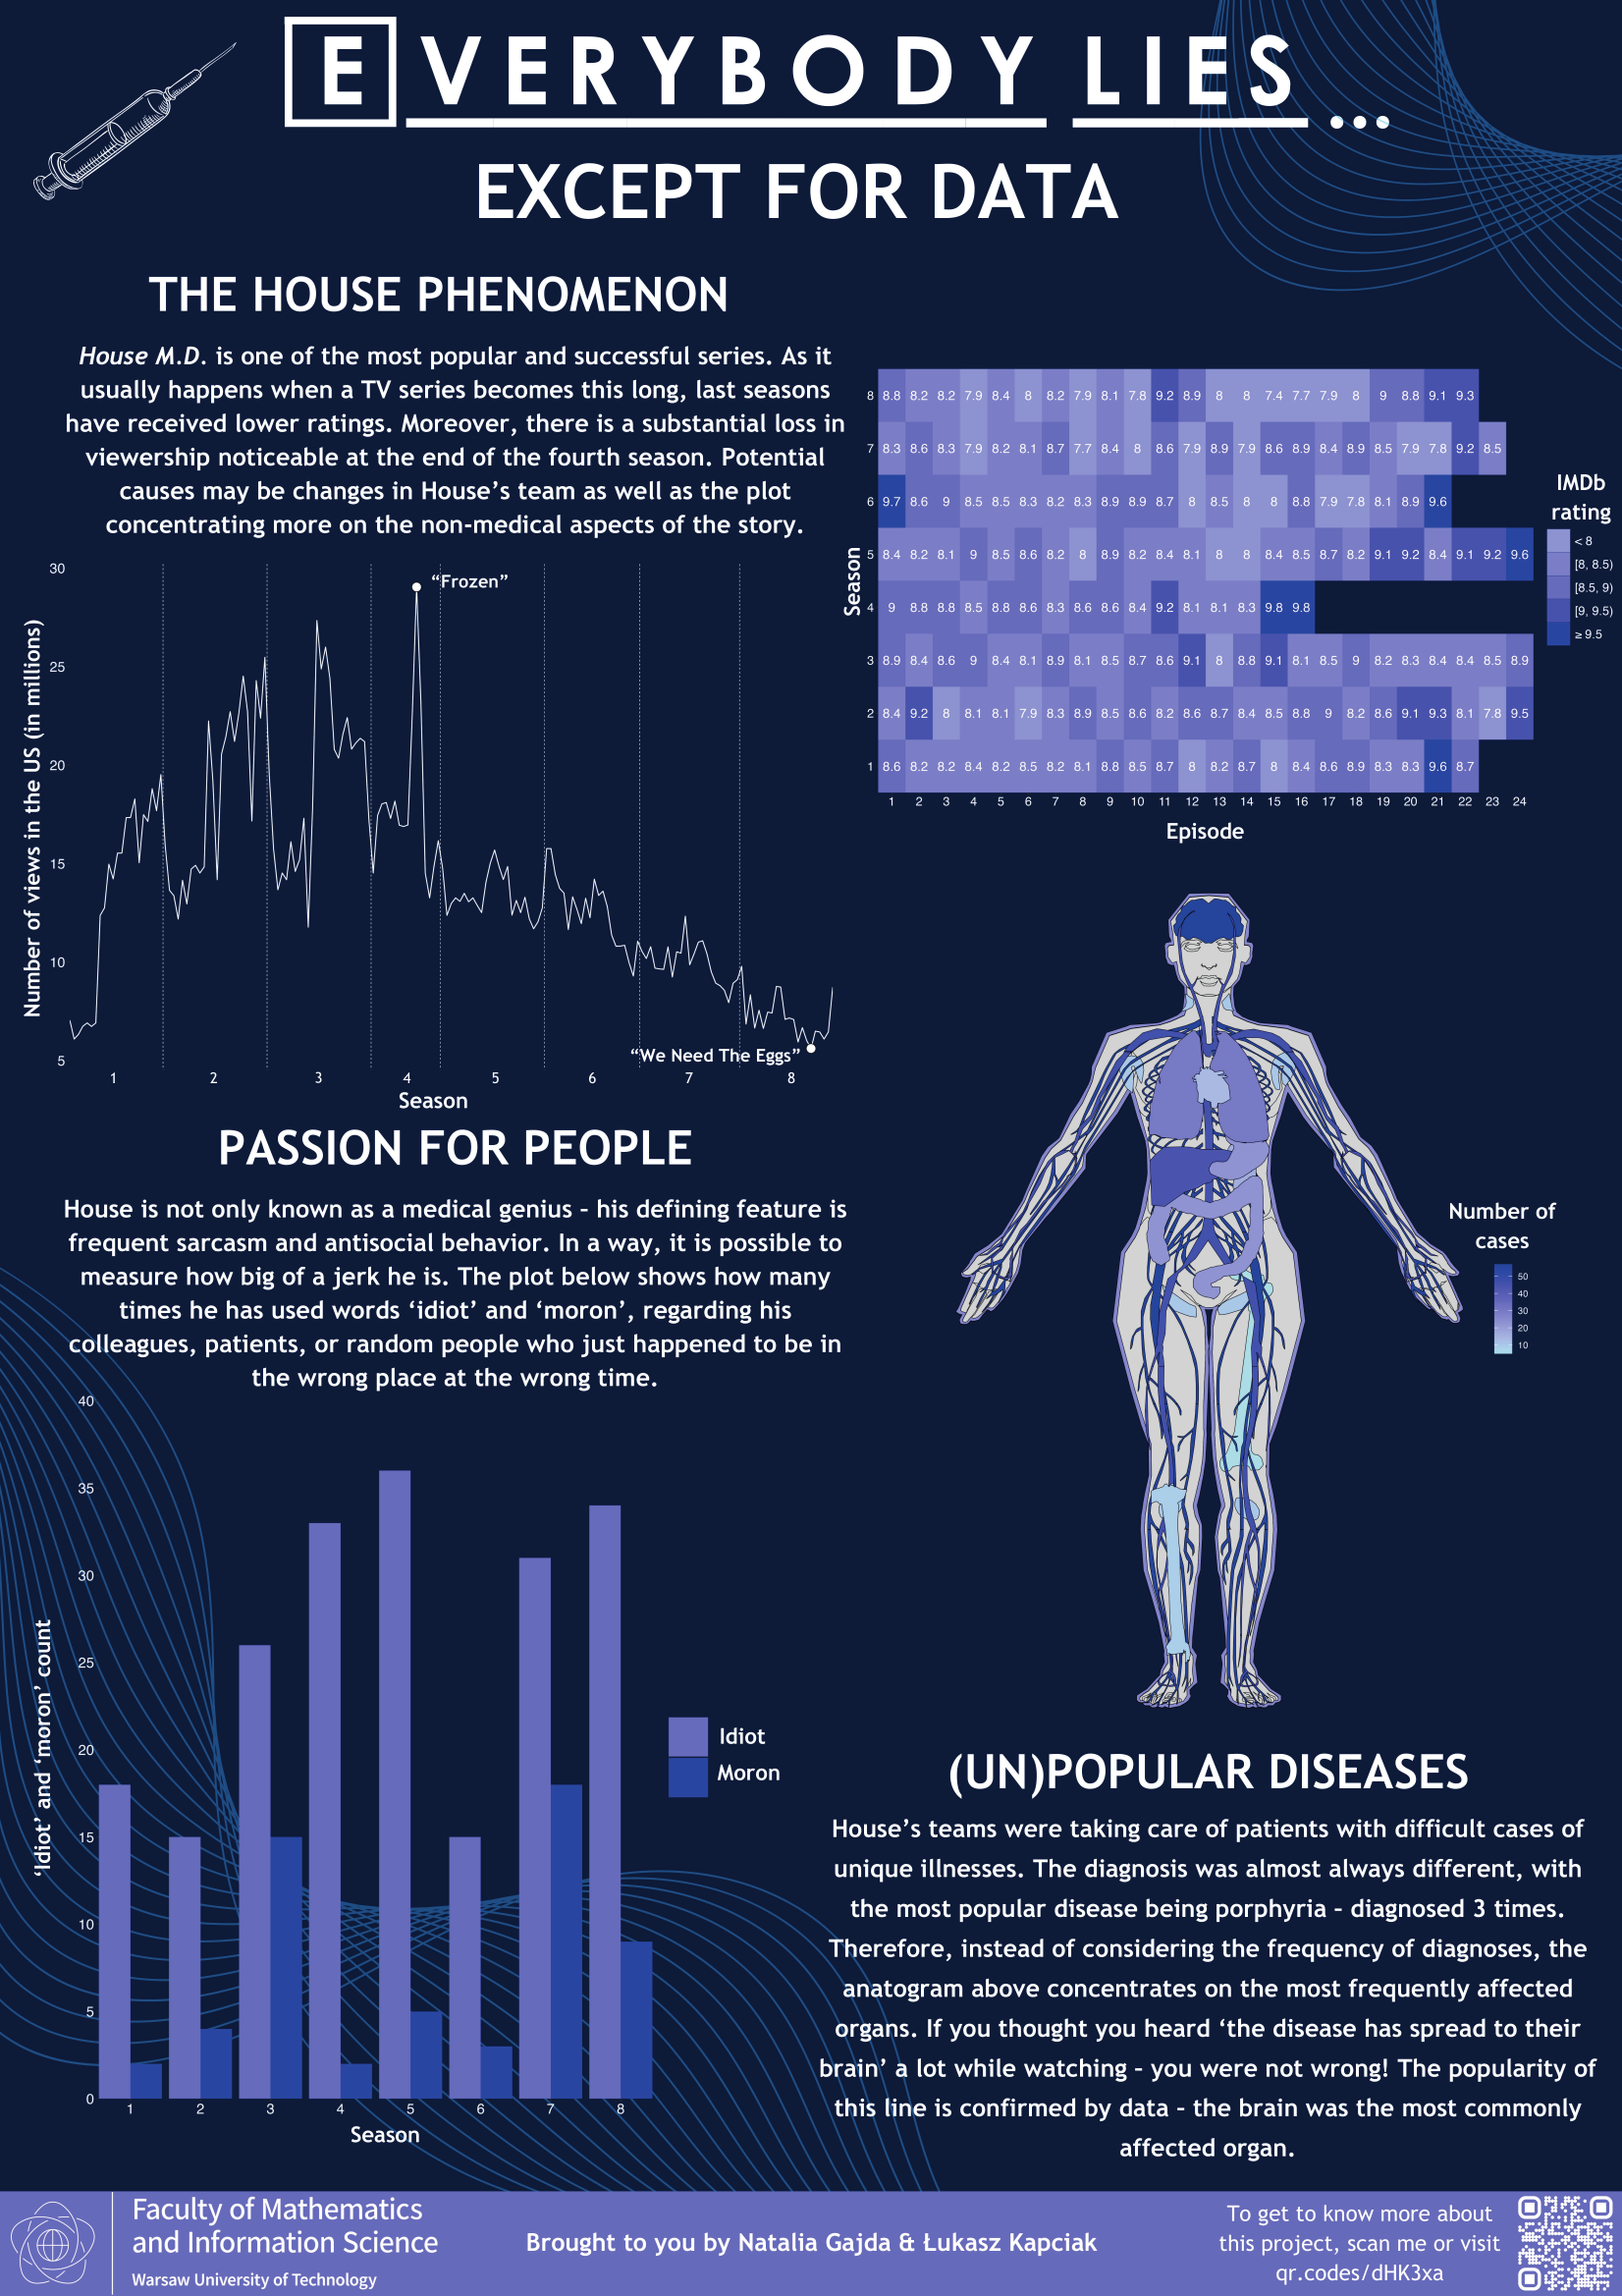 EVERYBODY LIES...
EXCEPT FOR DATA
THE HOUSE PHENOMENON
House M.D. is one of the most popular and successful series. As it
usually happens when a TV series becomes this long, last seasons
have received lower ratings. Moreover, there is a substantial loss in
viewership noticeable at the end of the fourth season. Potential
causes may be changes in House’s team as well as the plot
concentrating more on the non-medical aspects of the story.
Number of views in the US (in millions)
30
25
20
15
10
5
“Frozen”
“We Need The Eggs”
1 2 3 4 5 6 7 8
Season
Season
8 8.8 8.2 8.2 7.9 8.4 8 8.2 7.9 8.1 7.8 9.2 8.9 8 8 7.4 7.7 7.9 8 9 8.8 9.1 9.3
7 8.3 8.6 8.3 7.9 8.2 8.1 8.7 7.7 8.4 8 8.6 7.9 8.9 7.9 8.6 8.9 8.4 8.9 8.5 7.9 7.8 9.2 8.5
6 9.7 8.6 9 8.5 8.5 8.3 8.2 8.3 8.9 8.9 8.7 8 8.5 8 8 8.8 7.9 7.8 8.1 8.9 9.6
5 8.4 8.2 8.1 9 8.5 8.6 8.2 8 8.9 8.2 8.4 8.1 8 8 8.4 8.5 8.7 8.2 9.1 9.2 8.4 9.1 9.2 9.6
4 9 8.8 8.8 8.5 8.8 8.6 8.3 8.6 8.6 8.4 9.2 8.1 8.1 8.3 9.8 9.8
3 8.9 8.4 8.6 9 8.4 8.1 8.9 8.1 8.5 8.7 8.6 9.1 8 8.8 9.1 8.1 8.5 9 8.2 8.3 8.4 8.4 8.5 8.9
2 8.4 9.2 8 8.1 8.1 7.9 8.3 8.9 8.5 8.6 8.2 8.6 8.7 8.4 8.5 8.8 9 8.2 8.6 9.1 9.3 8.1 7.8 9.5
1 8.6 8.2 8.2 8.4 8.2 8.5 8.2 8.1 8.8 8.5 8.7 8 8.2 8.7 8 8.4 8.6 8.9 8.3 8.3 9.6 8.7
1 2 3 4 5 6 7 8 9 10 11 12 13 14 15 16 17 18 19 20 21 22 23 24
Episode
IMDb
rating
< 8
[8, 8.5)
[8.5, 9)
[9, 9.5)
≥ 9.5
PASSION FOR PEOPLE
House is not only known as a medical genius – his defining feature is
frequent sarcasm and antisocial behavior. In a way, it is possible to
measure how big of a jerk he is. The plot below shows how many
times he has used words ‘idiot’ and ‘moron’, regarding his
colleagues, patients, or random people who just happened to be in
the wrong place at the wrong time.
‘Idiot’ and ‘moron’ count
40
35
30
25
20
15
10
5
0
1 2 3 4 5 6 7 8
Season
Idiot
Moron
Number of
cases
50
40
30
20
10
(UN)POPULAR DISEASES
House’s teams were taking care of patients with difficult cases of
unique illnesses. The diagnosis was almost always different, with
the most popular disease being porphyria – diagnosed 3 times.
Therefore, instead of considering the frequency of diagnoses, the
anatogram above concentrates on the most frequently affected
organs. If you thought you heard ‘the disease has spread to their
brain’ a lot while watching – you were not wrong! The popularity of
this line is confirmed by data – the brain was the most commonly
affected organ.
Faculty of Mathematics
and Information Science
Warsaw University of Technology
Brought to you by Natalia Gajda & Łukasz Kapciak
To get to know more about
this project, scan me or visit
qr.codes/dHK3xa